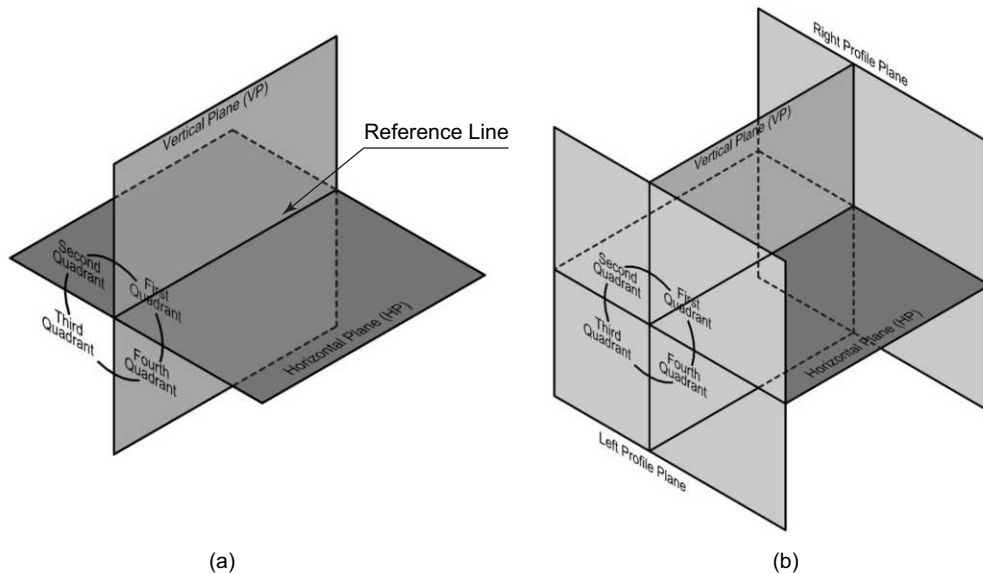 Vertical Plane (VP)
Reference Line
Second
Quadrant
First
Quadrant
Third
Quadrant
Fourth
Quadrant
Horizontal Plane (HP)
(a)
Right Profile Plane
Vertical Plane (VP)
Second
Quadrant
First
Quadrant
Third
Quadrant
Fourth
Quadrant
Horizontal Plane (HP)
Left Profile Plane
(b)